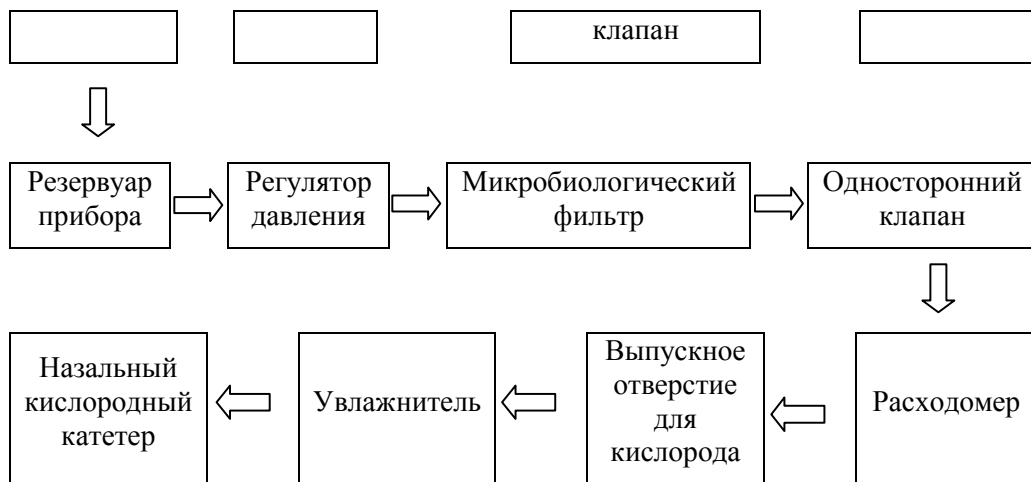 клапан
Резервуар
прибора
Регулятор
давления
Микробиологический
фильтр
Односторонний
клапан
Назальный
кислородный
катетер
Увлажнитель
Выпускное
отверстие
для
кислорода
Расходомер